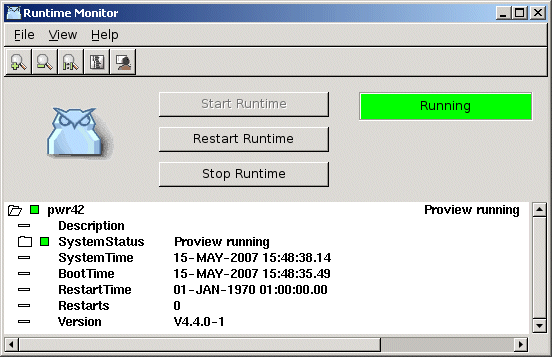 Runtime Monitor
File View Help
Start Runtime
Running
Restart Runtime
Stop Runtime
pwr42 Proview running
Description
SystemStatus Proview running
SystemTime 15-MAY-2007 15:48:38.14
BootTime 15-MAY-2007 15:48:35.49
RestartTime 01-JAN-1970 01:00:00.00
Restarts 0
Version V4.4.0-1